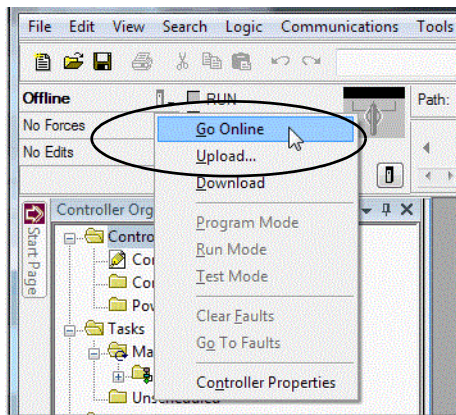 File Edit View Search Logic Communications Tools
Offline RUN Path:
No Forces
No Edits
Go Online
Upload...
Download
Program Mode
Run Mode
Test Mode
Clear Faults
Go To Faults
Controller Properties
Start Page
Controller Org
Contro
Co
Co
Po
Tasks
Ma
Unscheduled